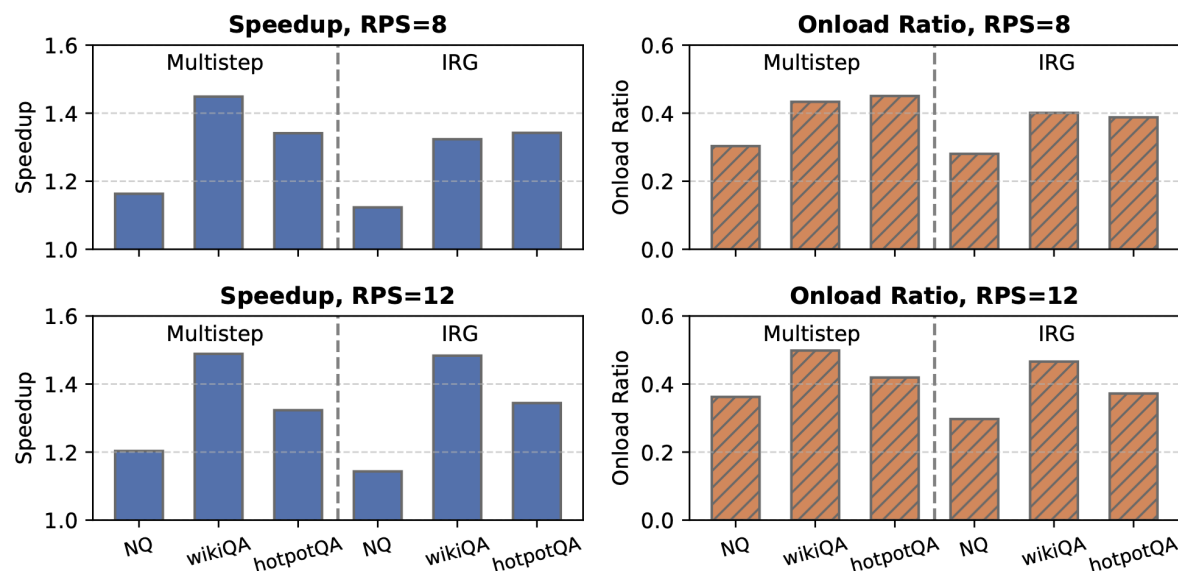 Speedup, RPS=8
1.6
1.4
1.2
1.0
Speedup
Multistep
IRG
Onload Ratio, RPS=8
0.6
0.4
0.2
0.0
Onload Ratio
Multistep
IRG
Speedup, RPS=12
1.6
1.4
1.2
1.0
Speedup
Multistep
IRG
NQ
wikiQA
hotpotQA
NQ
wikiQA
hotpotQA
Onload Ratio, RPS=12
0.6
0.4
0.2
0.0
Onload Ratio
Multistep
IRG
NQ
wikiQA
hotpotQA
NQ
wikiQA
hotpotQA